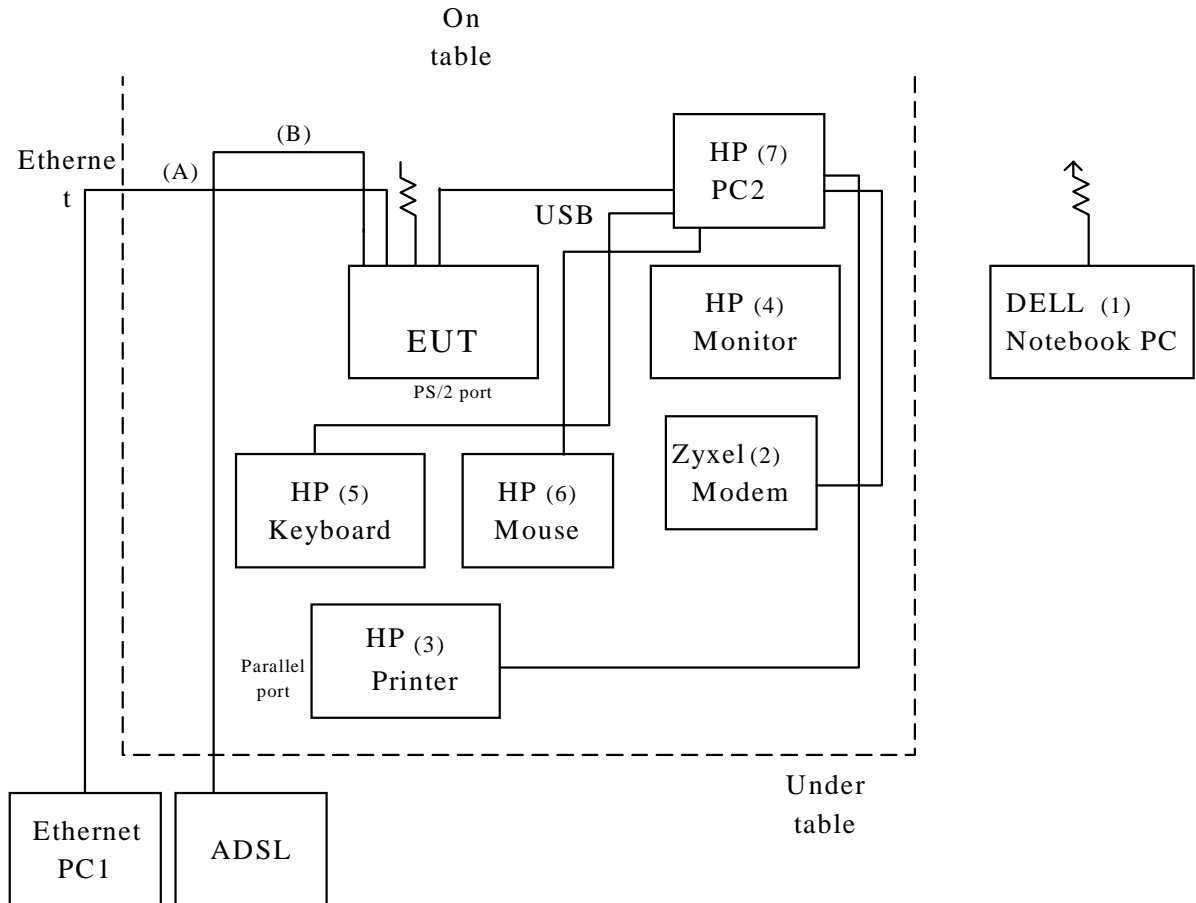 On
table
(B)
Etherne
t
(A)
HP (7)
PC2
USB
HP (4)
Monitor
DELL (1)
Notebook PC
EUT
PS/2 port
Zyxel (2)
Modem
HP (5)
Keyboard
HP (6)
Mouse
HP (3)
Printer
Parallel
port
Under
table
Ethernet
PC1
ADSL